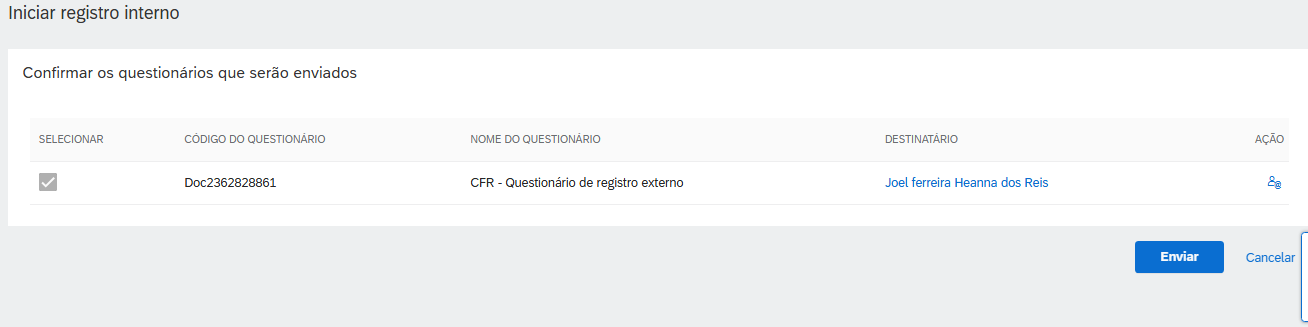 Iniciar registro interno
Confirmar os questionários que serão enviados
SELECIONAR CÓDIGO DO QUESTIONÁRIO NOME DO QUESTIONÁRIO DESTINATÁRIO AÇÃO
Doc2362828861 CFR - Questionário de registro externo Joel ferreira Heanna dos Reis
Enviar Cancelar